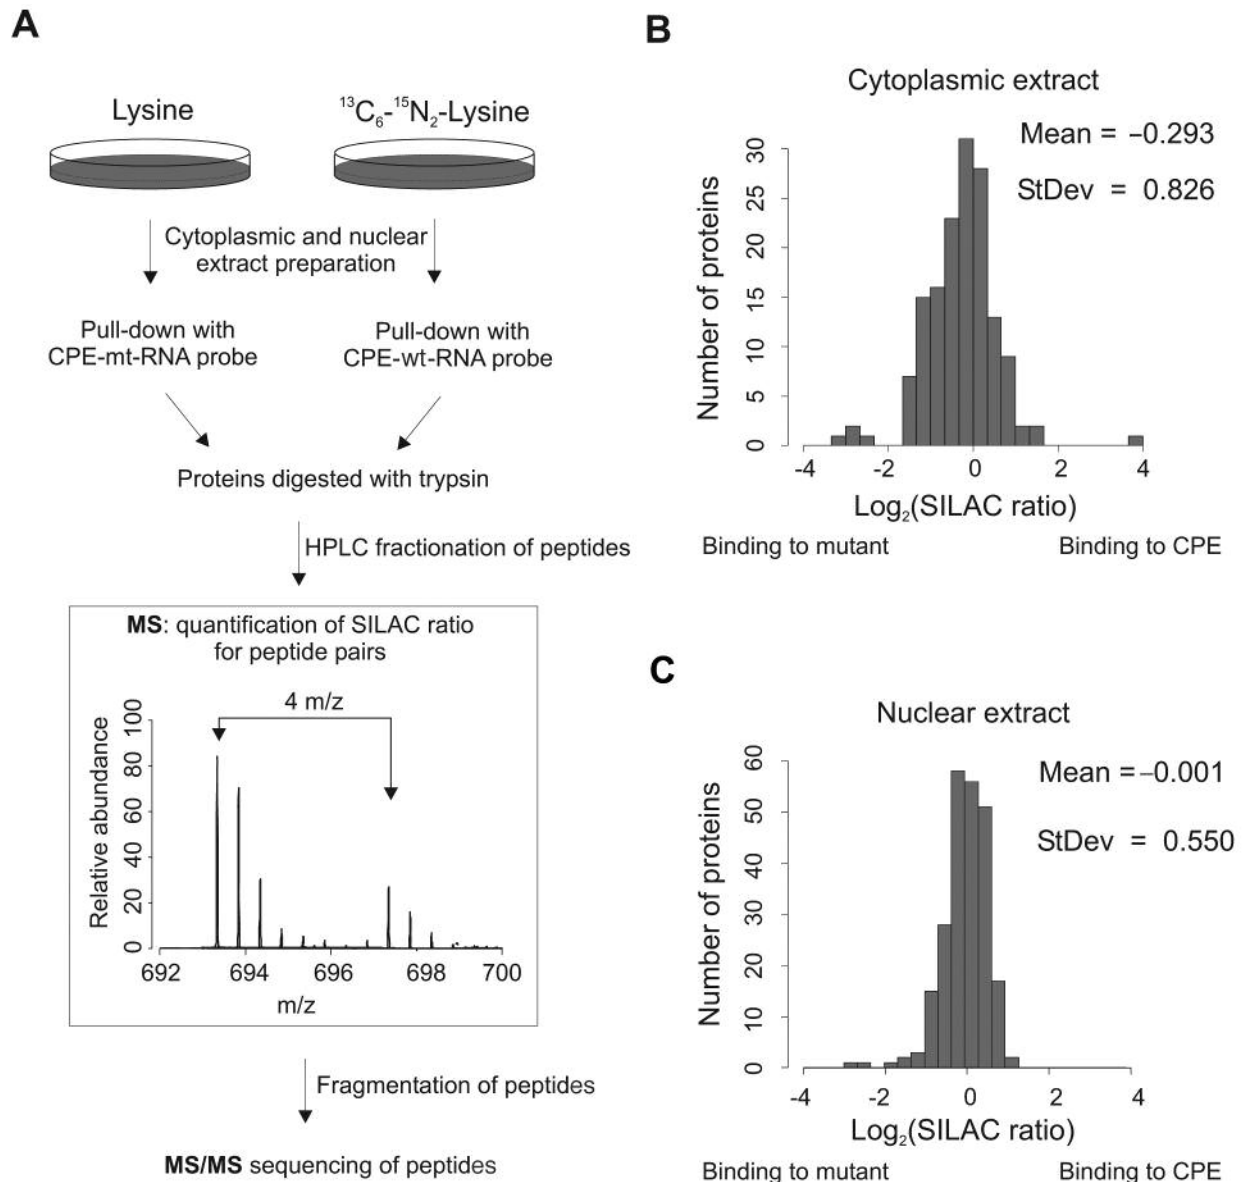 A
Lysine
¹³C₆-¹⁵N₂-Lysine
Cytoplasmic and nuclear
extract preparation
Pull-down with
CPE-mt-RNA probe
Pull-down with
CPE-wt-RNA probe
Proteins digested with trypsin
HPLC fractionation of peptides
MS: quantification of SILAC ratio
for peptide pairs
4 m/z
Relative abundance
100
80
60
40
20
0
692 694 696 698 700
m/z
Fragmentation of peptides
MS/MS sequencing of peptides
B
Cytoplasmic extract
Mean = −0.293
StDev = 0.826
Number of proteins
30
25
20
15
10
5
0
-4 -2 0 2 4
Log₂(SILAC ratio)
Binding to mutant Binding to CPE
C
Nuclear extract
Mean = −0.001
StDev = 0.550
Number of proteins
60
50
40
30
20
10
0
-4 -2 0 2 4
Log₂(SILAC ratio)
Binding to mutant Binding to CPE